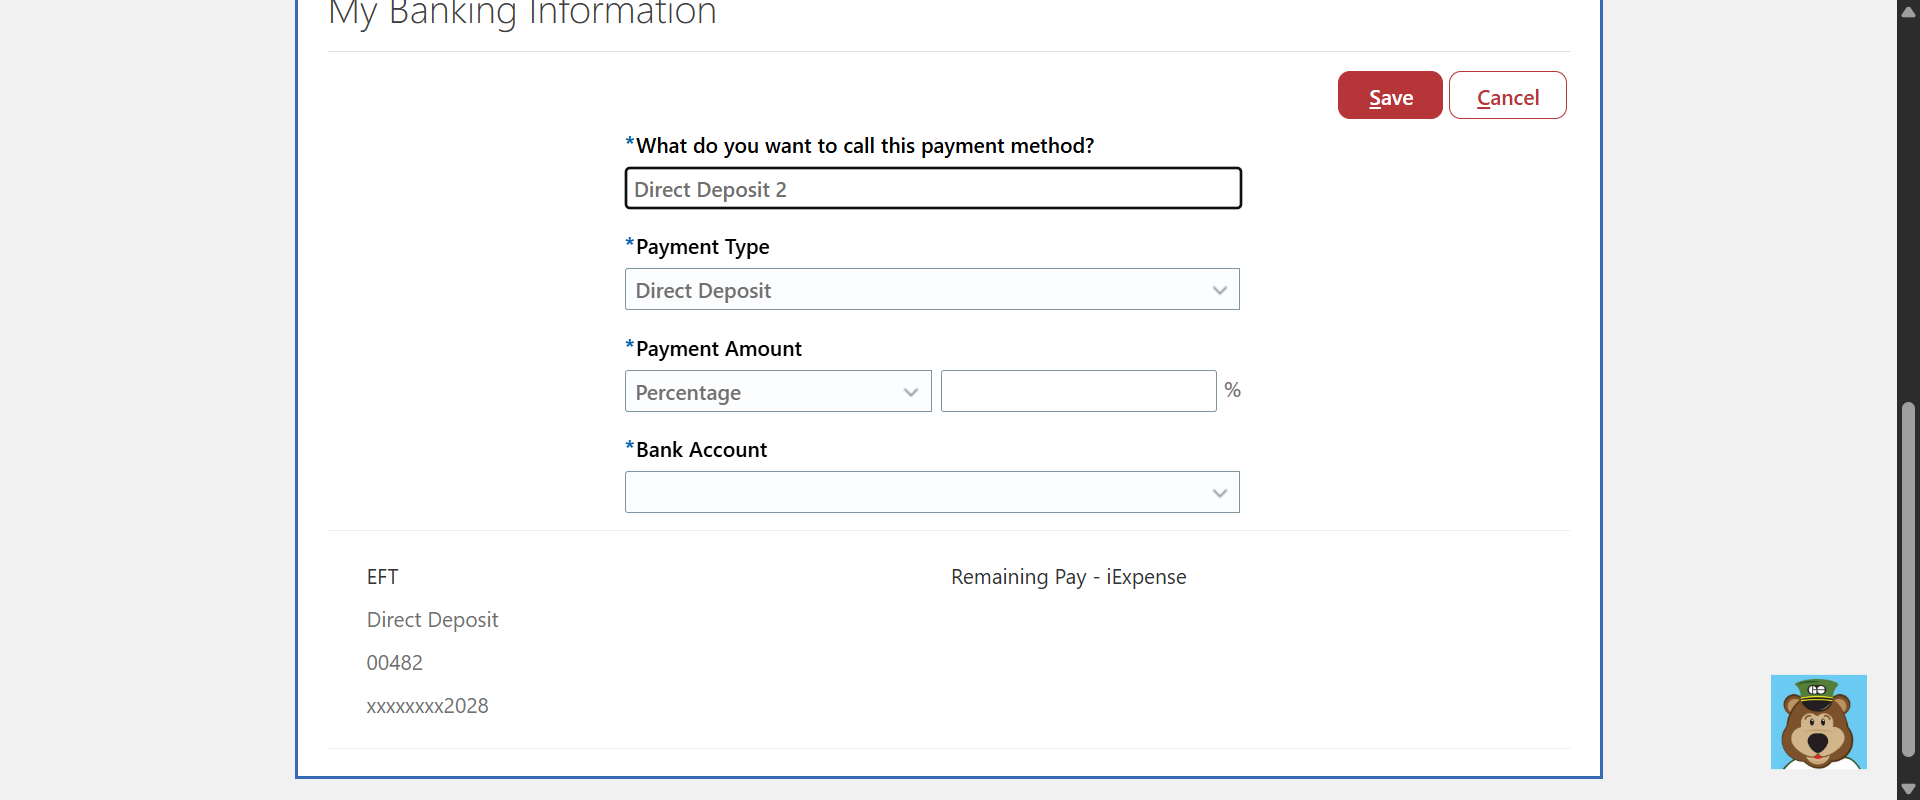 My Banking Information
Save Cancel
*What do you want to call this payment method?
Direct Deposit 2
*Payment Type
Direct Deposit
*Payment Amount
Percentage %
*Bank Account
EFT Remaining Pay - iExpense
Direct Deposit
00482
xxxxxxxx2028
GO